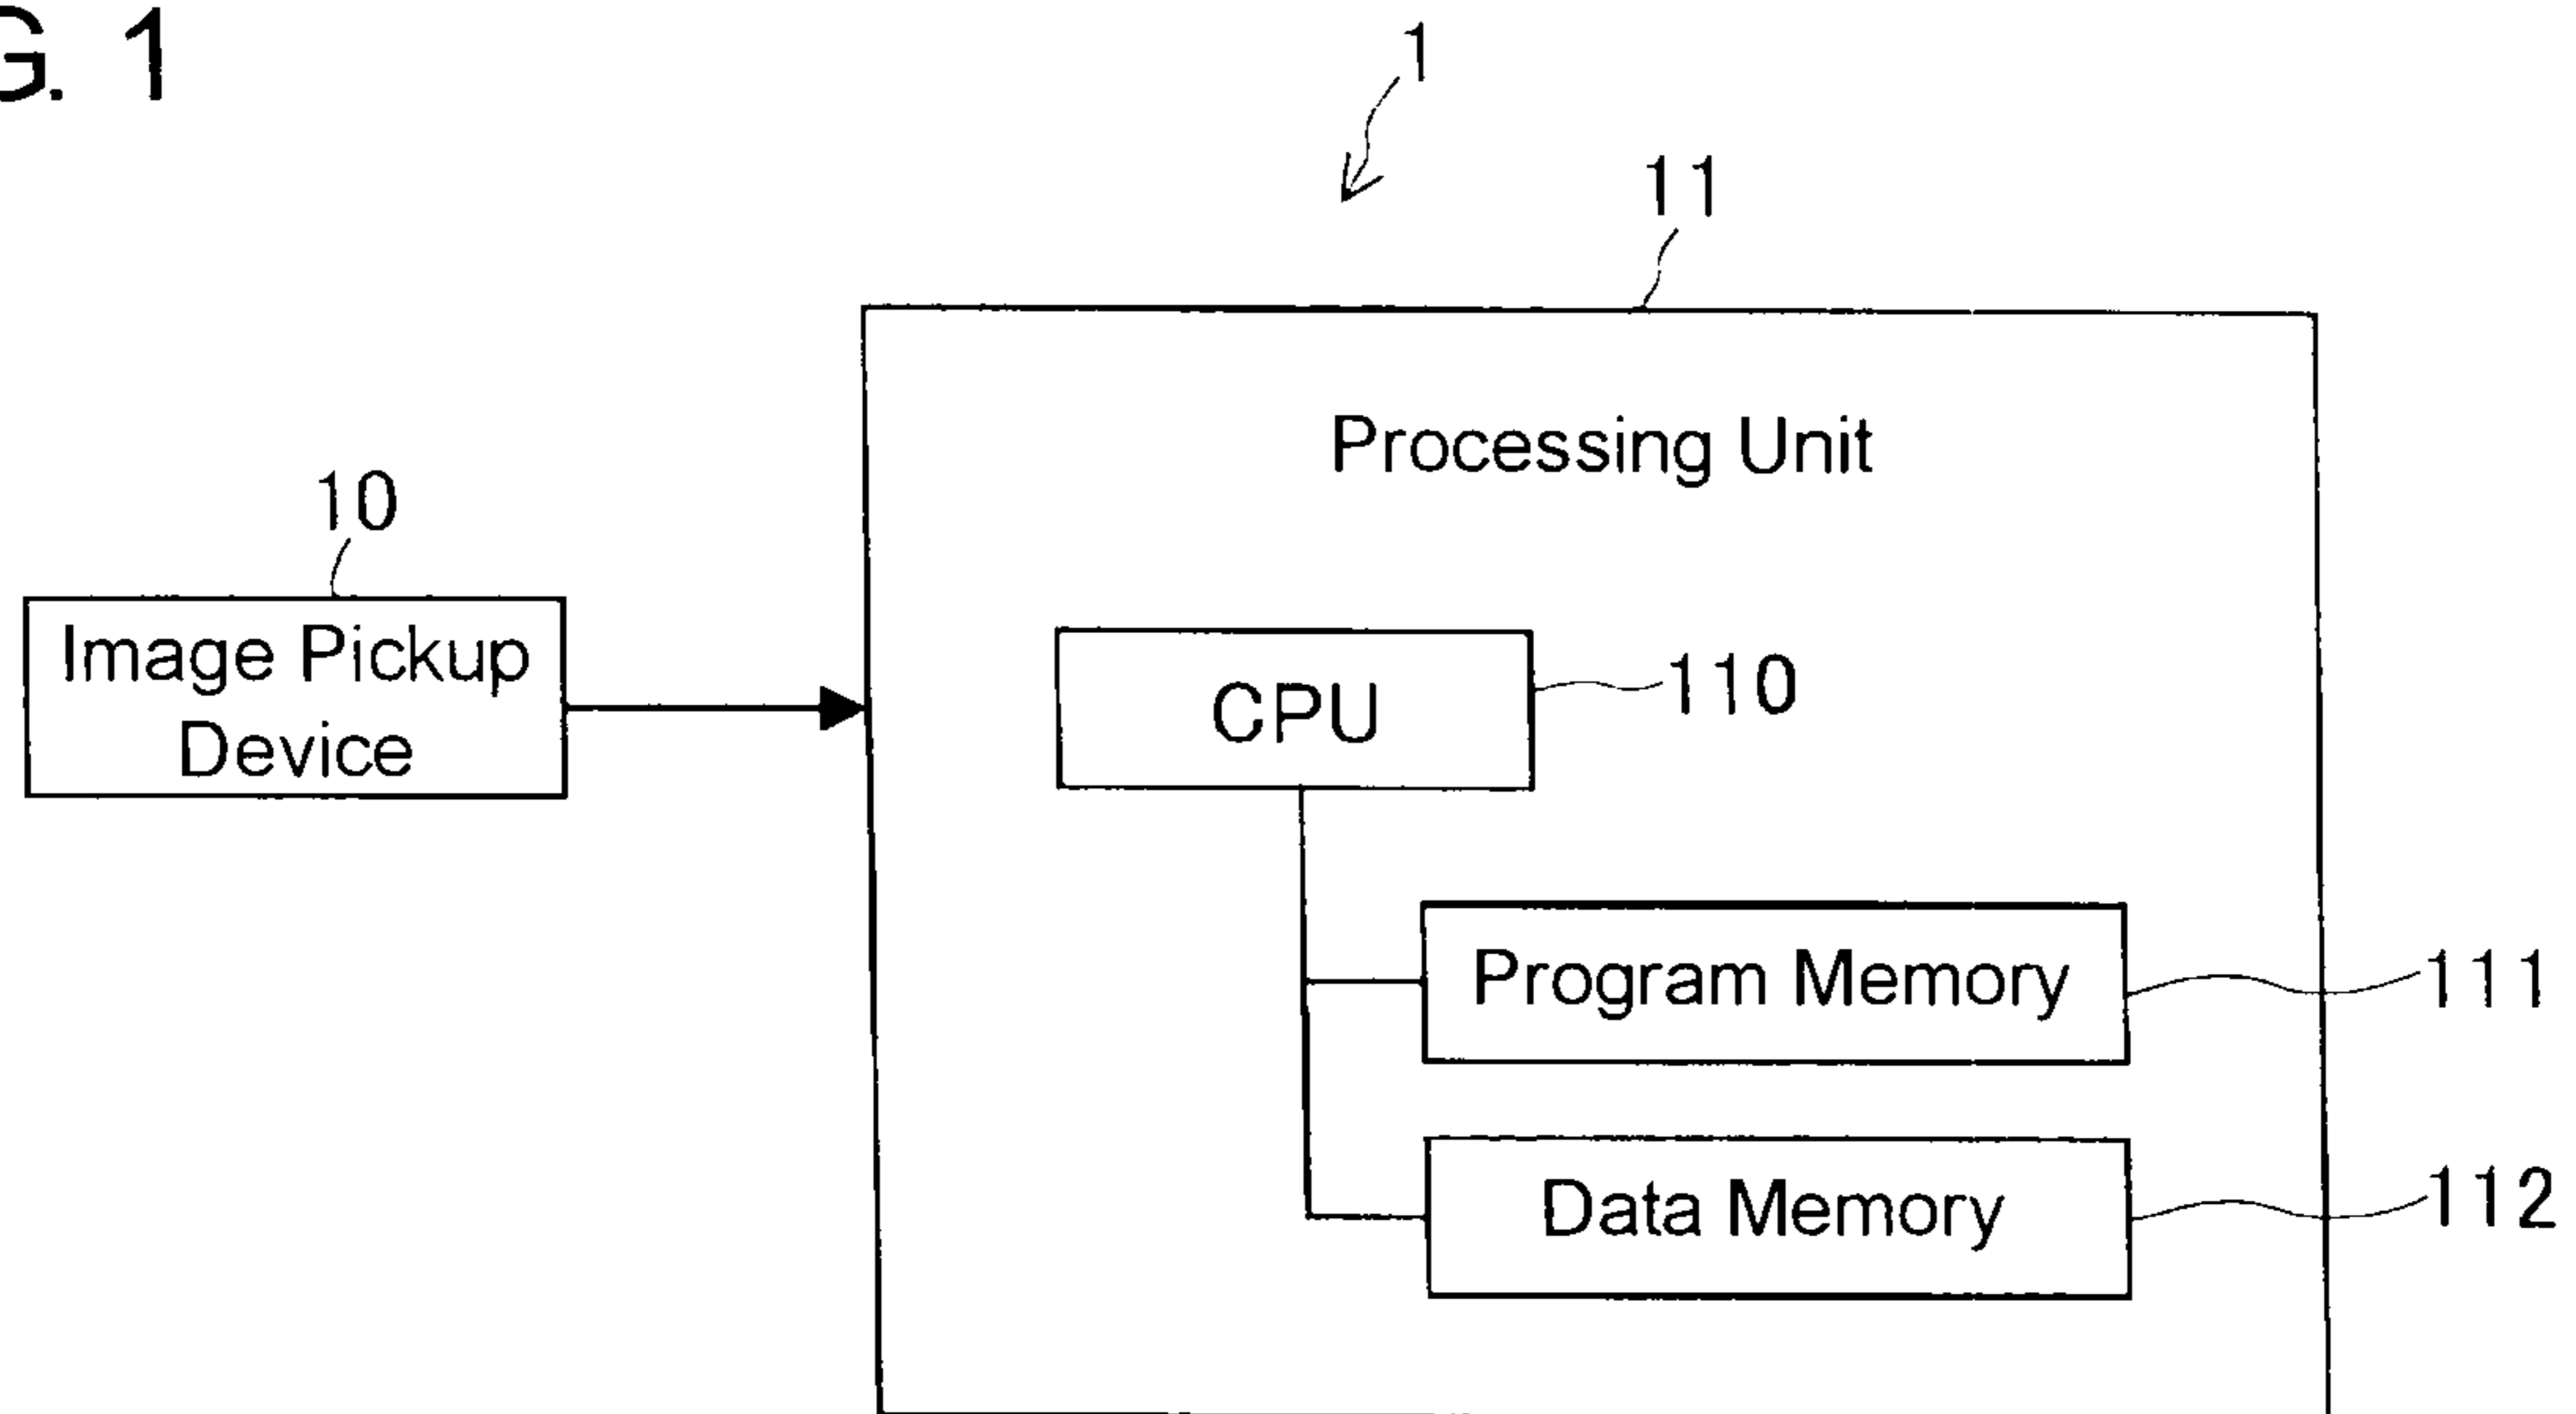 G. 1
1
11
Processing Unit
10
Image Pickup
Device
CPU
110
Program Memory
111
Data Memory
112